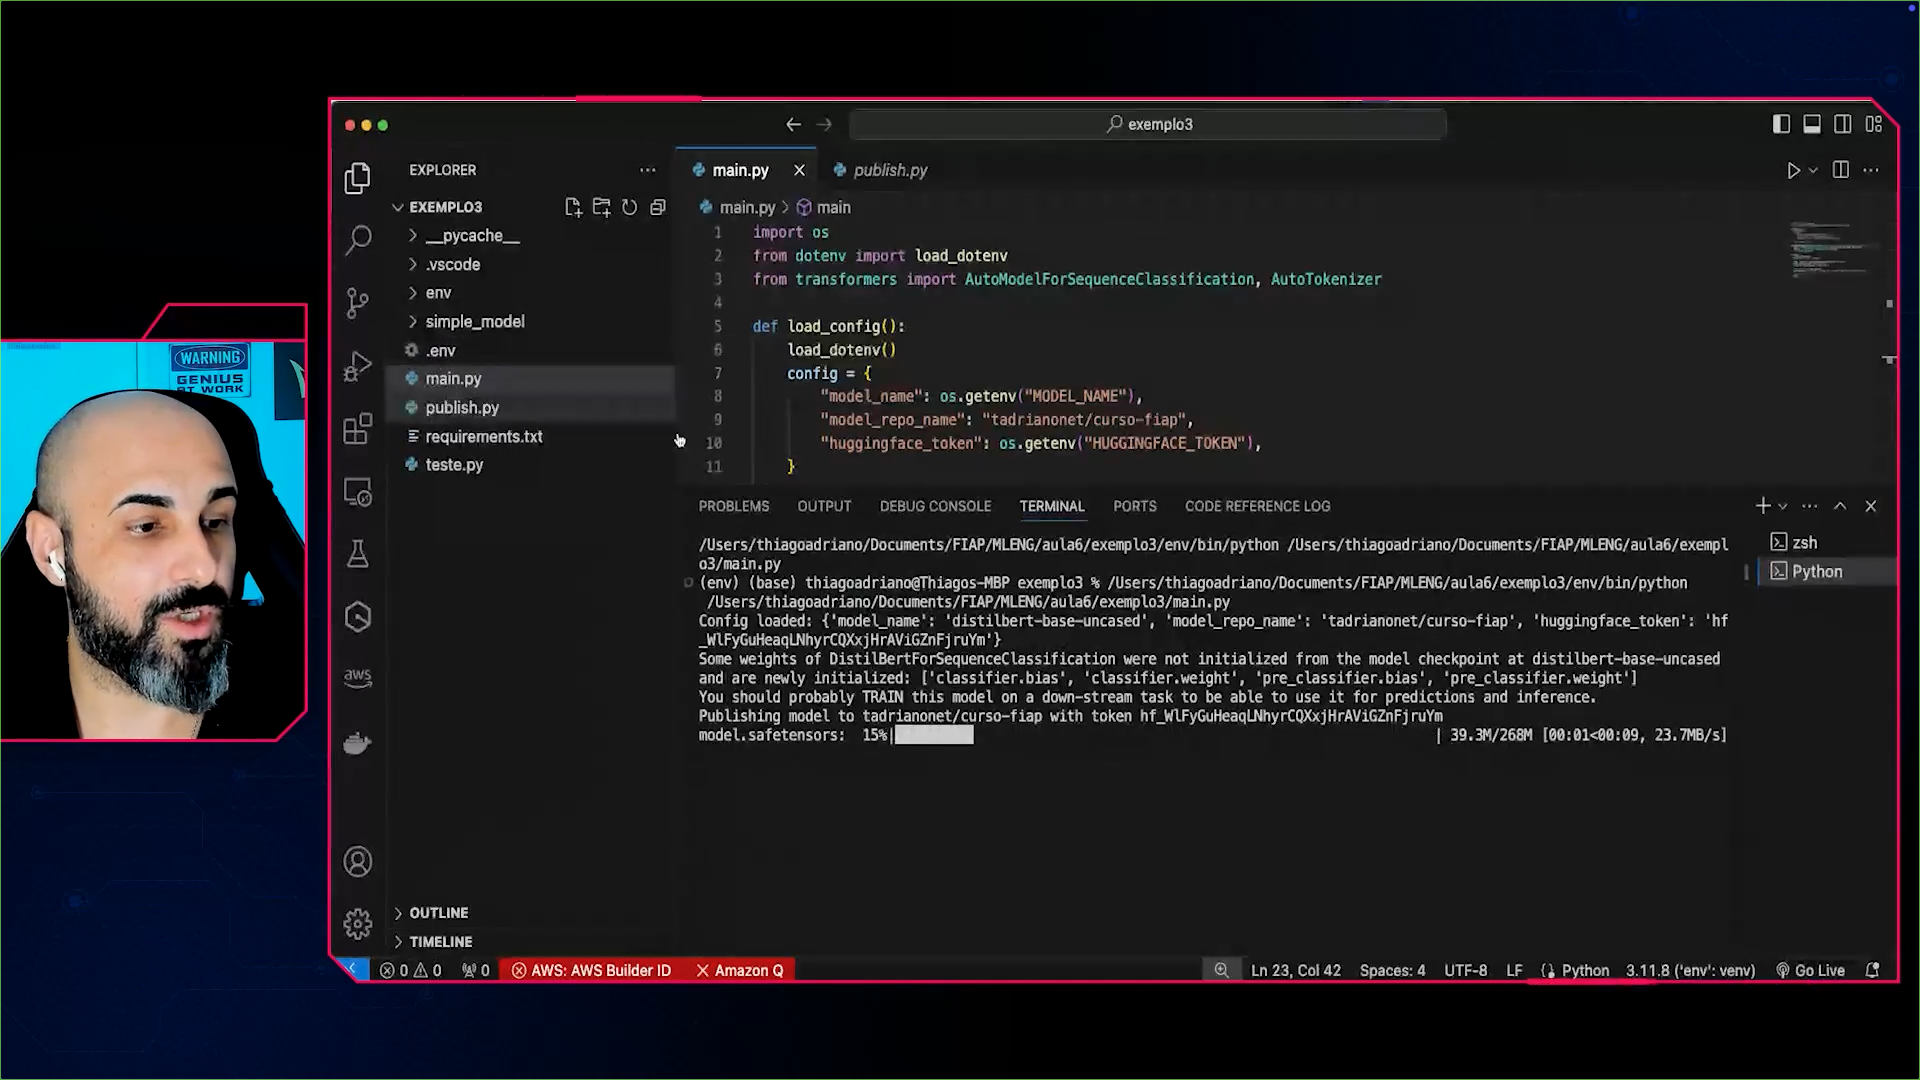 WARNING
GENIUS
AT WORK
exemplo3
EXPLORER
EXEMPLO3
__pycache__
.vscode
env
simple_model
.env
main.py
publish.py
requirements.txt
teste.py
OUTLINE
TIMELINE
aws
main.py
publish.py
main.py > main
1 import os
2 from dotenv import load_dotenv
3 from transformers import AutoModelForSequenceClassification, AutoTokenizer
4
5 def load_config():
6 load_dotenv()
7 config = {
8 "model_name": os.getenv("MODEL_NAME"),
9 "model_repo_name": "tadrianonet/curso-fiap",
10 "huggingface_token": os.getenv("HUGGINGFACE_TOKEN"),
11 }
PROBLEMS OUTPUT DEBUG CONSOLE TERMINAL PORTS CODE REFERENCE LOG
/Users/thiagoadriano/Documents/FIAP/MLENG/aula6/exemplo3/env/bin/python /Users/thiagoadriano/Documents/FIAP/MLENG/aula6/exempl
o3/main.py
(env) (base) thiagoadriano@Thiagos-MBP exemplo3 % /Users/thiagoadriano/Documents/FIAP/MLENG/aula6/exemplo3/env/bin/python
/Users/thiagoadriano/Documents/FIAP/MLENG/aula6/exemplo3/main.py
Config loaded: {'model_name': 'distilbert-base-uncased', 'model_repo_name': 'tadrianonet/curso-fiap', 'huggingface_token': 'hf
_WlFyGuHeaqLNhyrCQXxjHrAViGZnFjruYm'}
Some weights of DistilBertForSequenceClassification were not initialized from the model checkpoint at distilbert-base-uncased
and are newly initialized: ['classifier.bias', 'classifier.weight', 'pre_classifier.bias', 'pre_classifier.weight']
You should probably TRAIN this model on a down-stream task to be able to use it for predictions and inference.
Publishing model to tadrianonet/curso-fiap with token 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
model.safetensors: 15%| | 39.3M/268M [00:01<00:09, 23.7MB/s]
zsh
Python
0 0 0 AWS: AWS Builder ID Amazon Q
Ln 23, Col 42 Spaces: 4 UTF-8 LF Python 3.11.8 ('env': venv) Go Live